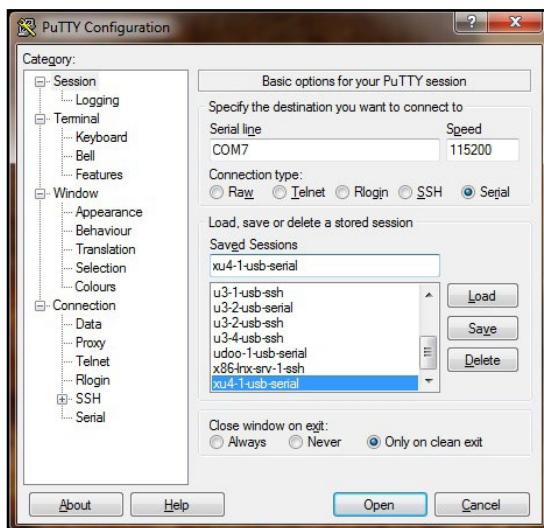 PuTTY Configuration
?
X
Category:
Session
Logging
Terminal
Keyboard
Bell
Features
Window
Appearance
Behaviour
Translation
Selection
Colours
Connection
Data
Proxy
Telnet
Rlogin
SSH
Serial
Basic options for your PuTTY session
Specify the destination you want to connect to
Serial line Speed
COM7 115200
Connection type:
Raw Telnet Rlogin SSH Serial
Load, save or delete a stored session
Saved Sessions
xu4-1-usb-serial
u3-1-usb-ssh
u3-2-usb-serial
u3-2-usb-ssh
u3-4-usb-ssh
udoo-1-usb-serial
x86-lnx-srv-1-ssh
xu4-1-usb-serial
Load
Save
Delete
Close window on exit:
Always Never Only on clean exit
About Help Open Cancel